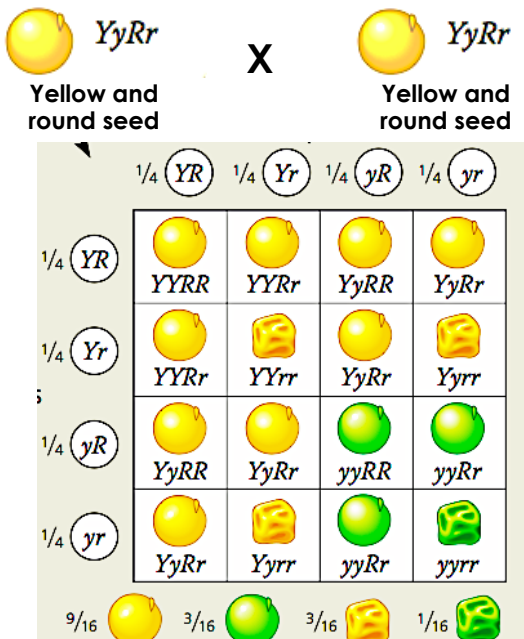 YyRr X YyRr
Yellow and Yellow and
round seed round seed
1/4 YR 1/4 Yr 1/4 yR 1/4 yr
1/4 YR
YYRR YYRr YyRR YyRr
1/4 Yr
YYRr YYrr YyRr Yyrr
1/4 yR
YyRR YyRr yyRR yyRr
1/4 yr
YyRr Yyrr yyRr yyrr
9/16 3/16 3/16 1/16